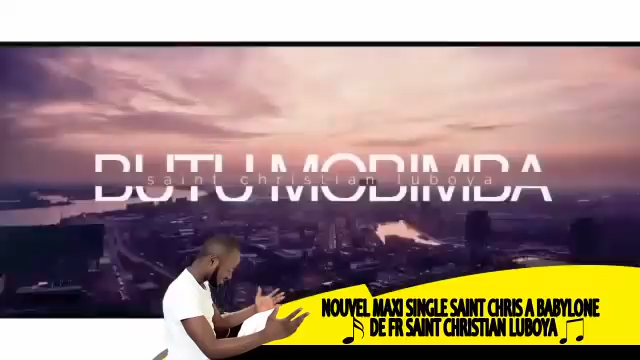 BUTU MOBIMBA
saint christian luboya
NOUVEL MAXI SINGLE SAINT CHRIS A BABYLONE
DE FR SAINT CHRISTIAN LUBOYA